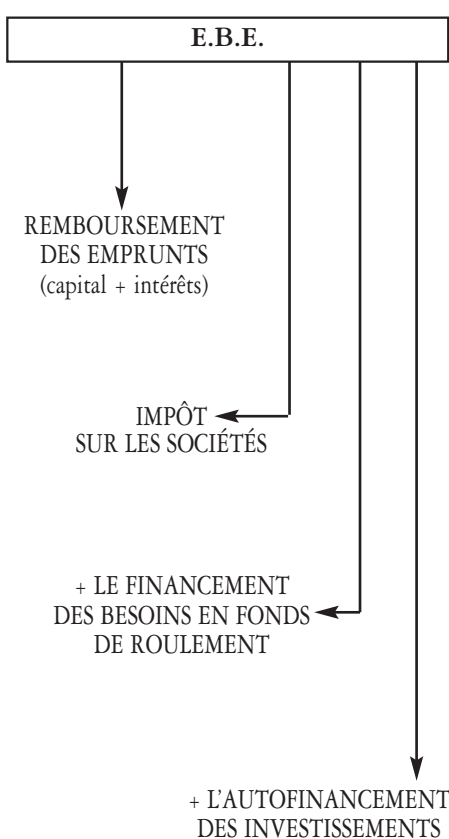 E.B.E.
REMBOURSEMENT
DES EMPRUNTS
(capital + intérêts)
IMPÔT
SUR LES SOCIÉTÉS
+ LE FINANCEMENT
DES BESOINS EN FONDS
DE ROULEMENT
+ L'AUTOFINANCEMENT
DES INVESTISSEMENTS